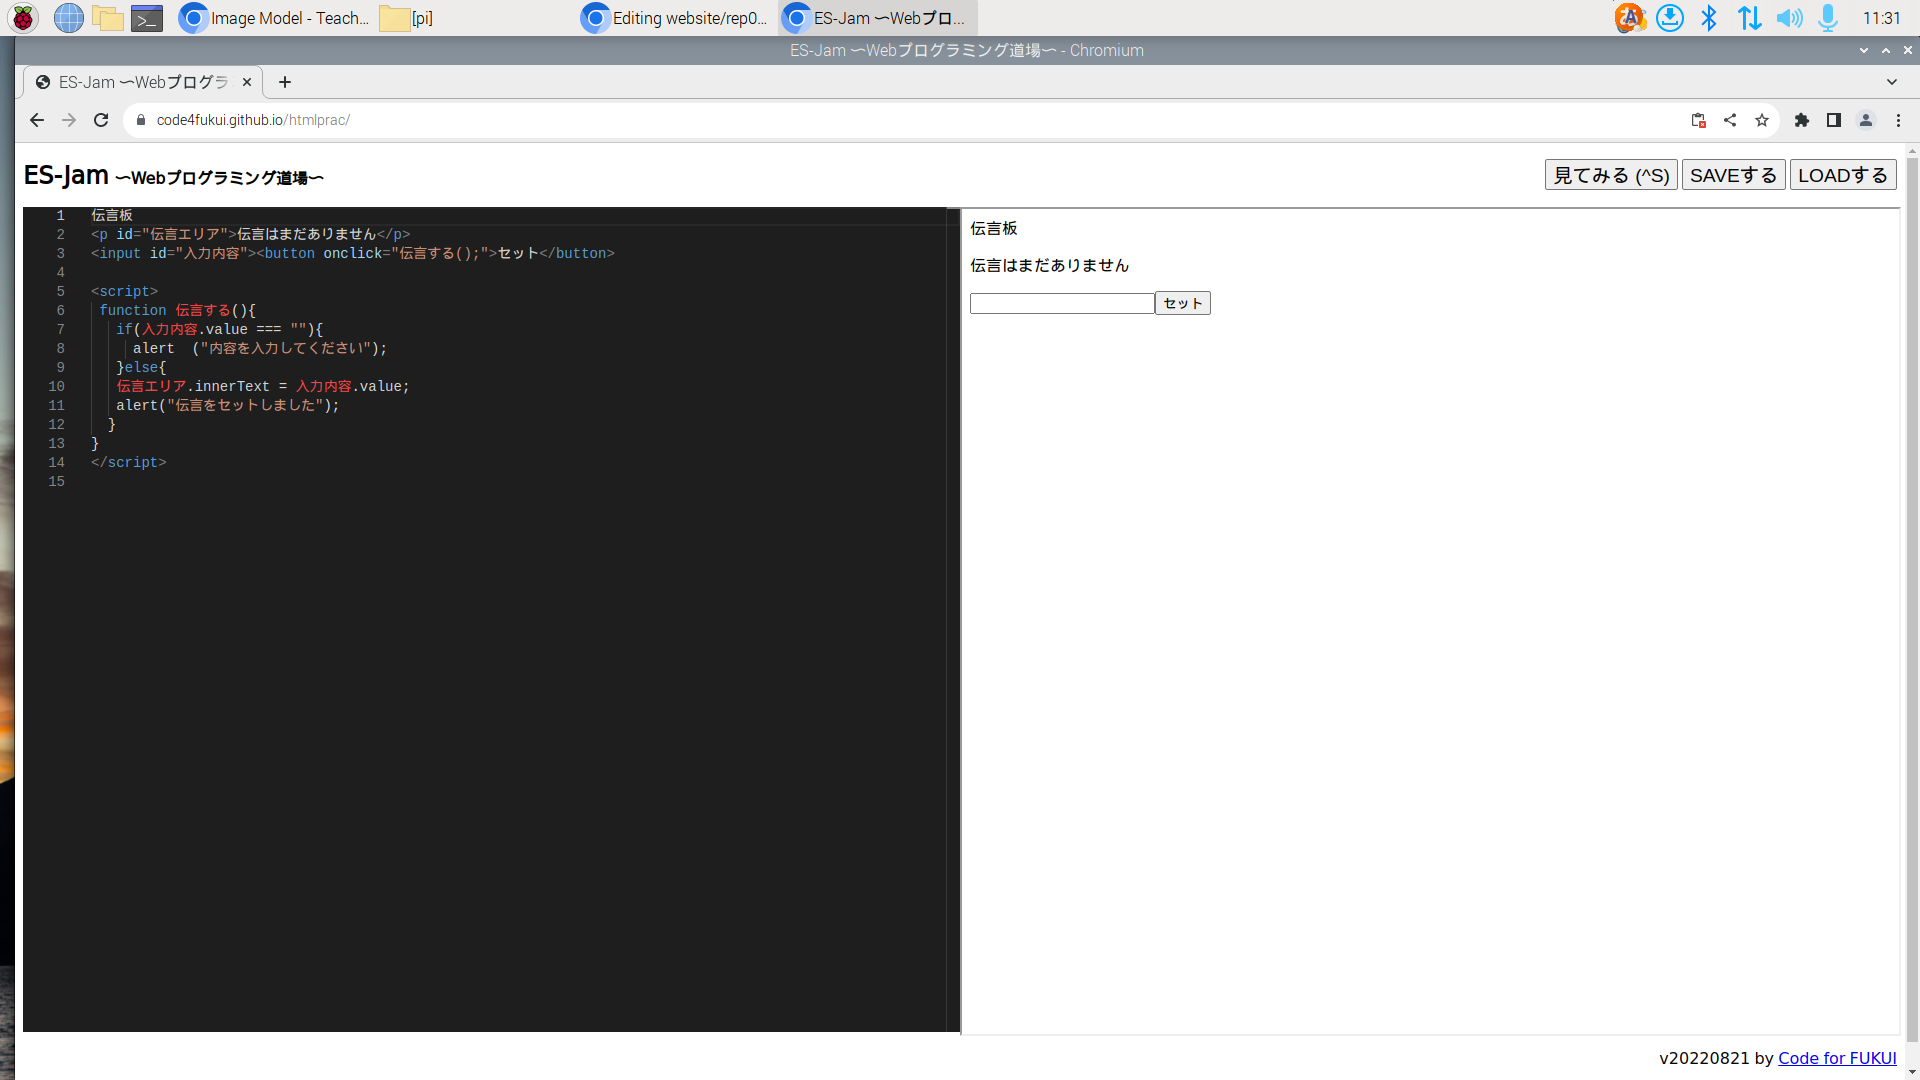 Image Model - Teach... [pi] Editing website/rep0... ES-Jam 〜Webプロ... 11:31
ES-Jam 〜Webプログラミング道場〜 - Chromium
ES-Jam 〜Webプログラ
code4fukui.github.io/htmlprac/
ES-Jam 〜Webプログラミング道場〜
見てみる (^S) SAVEする LOADする
1 伝言板
2 <p id="伝言エリア">伝言はまだありません</p>
3 <input id="入力内容"><button onclick="伝言する();">セット</button>
4
5 <script>
6 function 伝言する(){
7 if(入力内容.value === ""){
8 alert  ("内容を入力してください");
9 }else{
10 伝言エリア.innerText = 入力内容.value;
11 alert("伝言をセットしました");
12 }
13 }
14 </script>
15
伝言板
伝言はまだありません
セット
v20220821 by Code for FUKUI